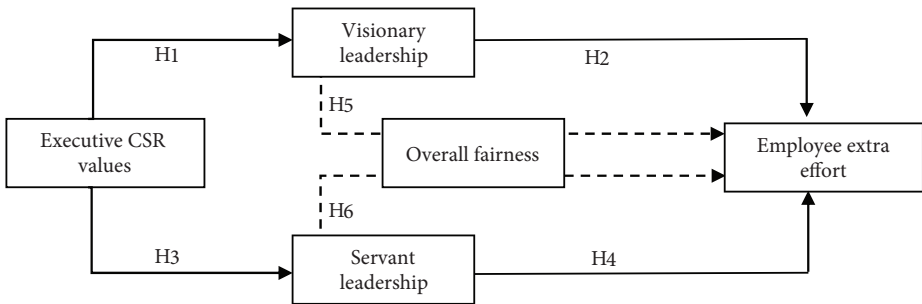 Visionary
leadership
H1
H2
H5
Executive CSR
values
Overall fairness
Employee extra
effort
H6
H3
Servant
leadership
H4